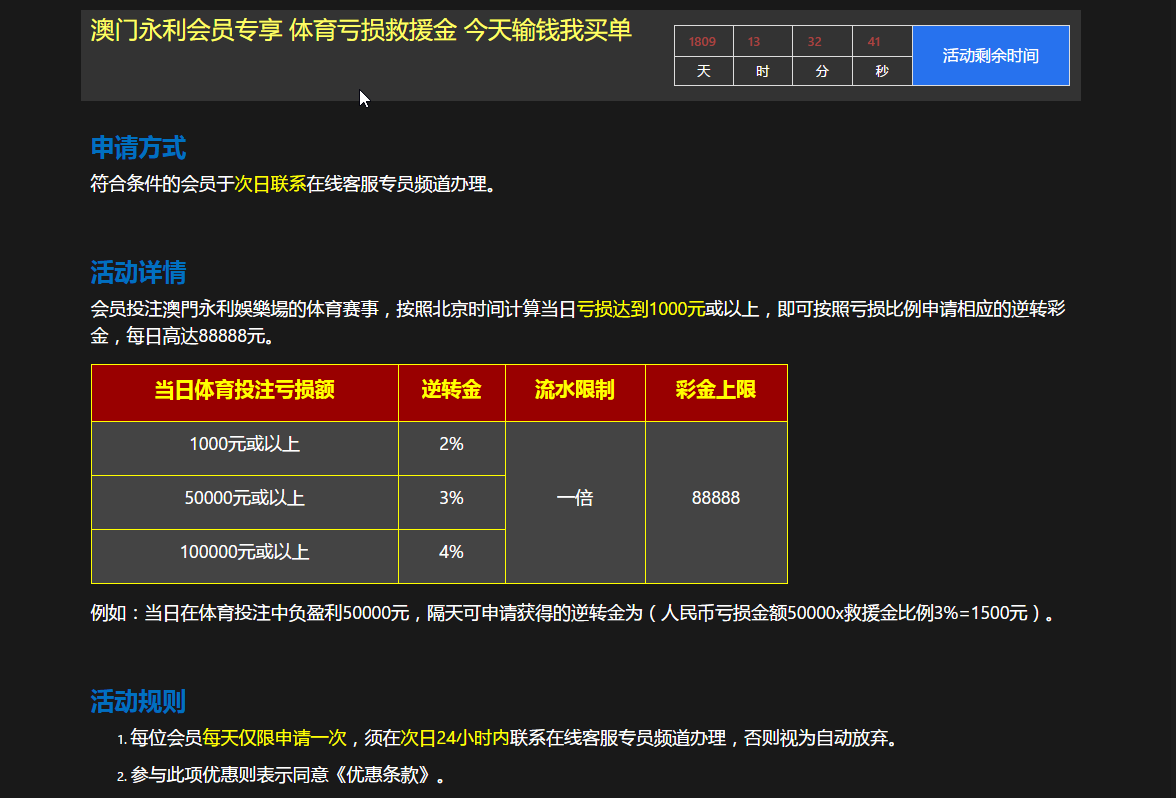 澳门永利会员专享 体育亏损救援金 今天输钱我买单
1809 13 32 41
天 时 分 秒
活动剩余时间
申请方式
符合条件的会员于次日联系在线客服专员频道办理。
活动详情
会员投注澳門永利娛樂場的体育赛事，按照北京时间计算当日亏损达到1000元或以上，即可按照亏损比例申请相应的逆转彩
金，每日高达88888元。
当日体育投注亏损额 逆转金 流水限制 彩金上限
1000元或以上 2%
50000元或以上 3% 一倍 88888
100000元或以上 4%
例如：当日在体育投注中负盈利50000元，隔天可申请获得的逆转金为（人民币亏损金额50000x救援金比例3%=1500元）。
活动规则
1. 每位会员每天仅限申请一次，须在次日24小时内联系在线客服专员频道办理，否则视为自动放弃。
2. 参与此项优惠则表示同意《优惠条款》。